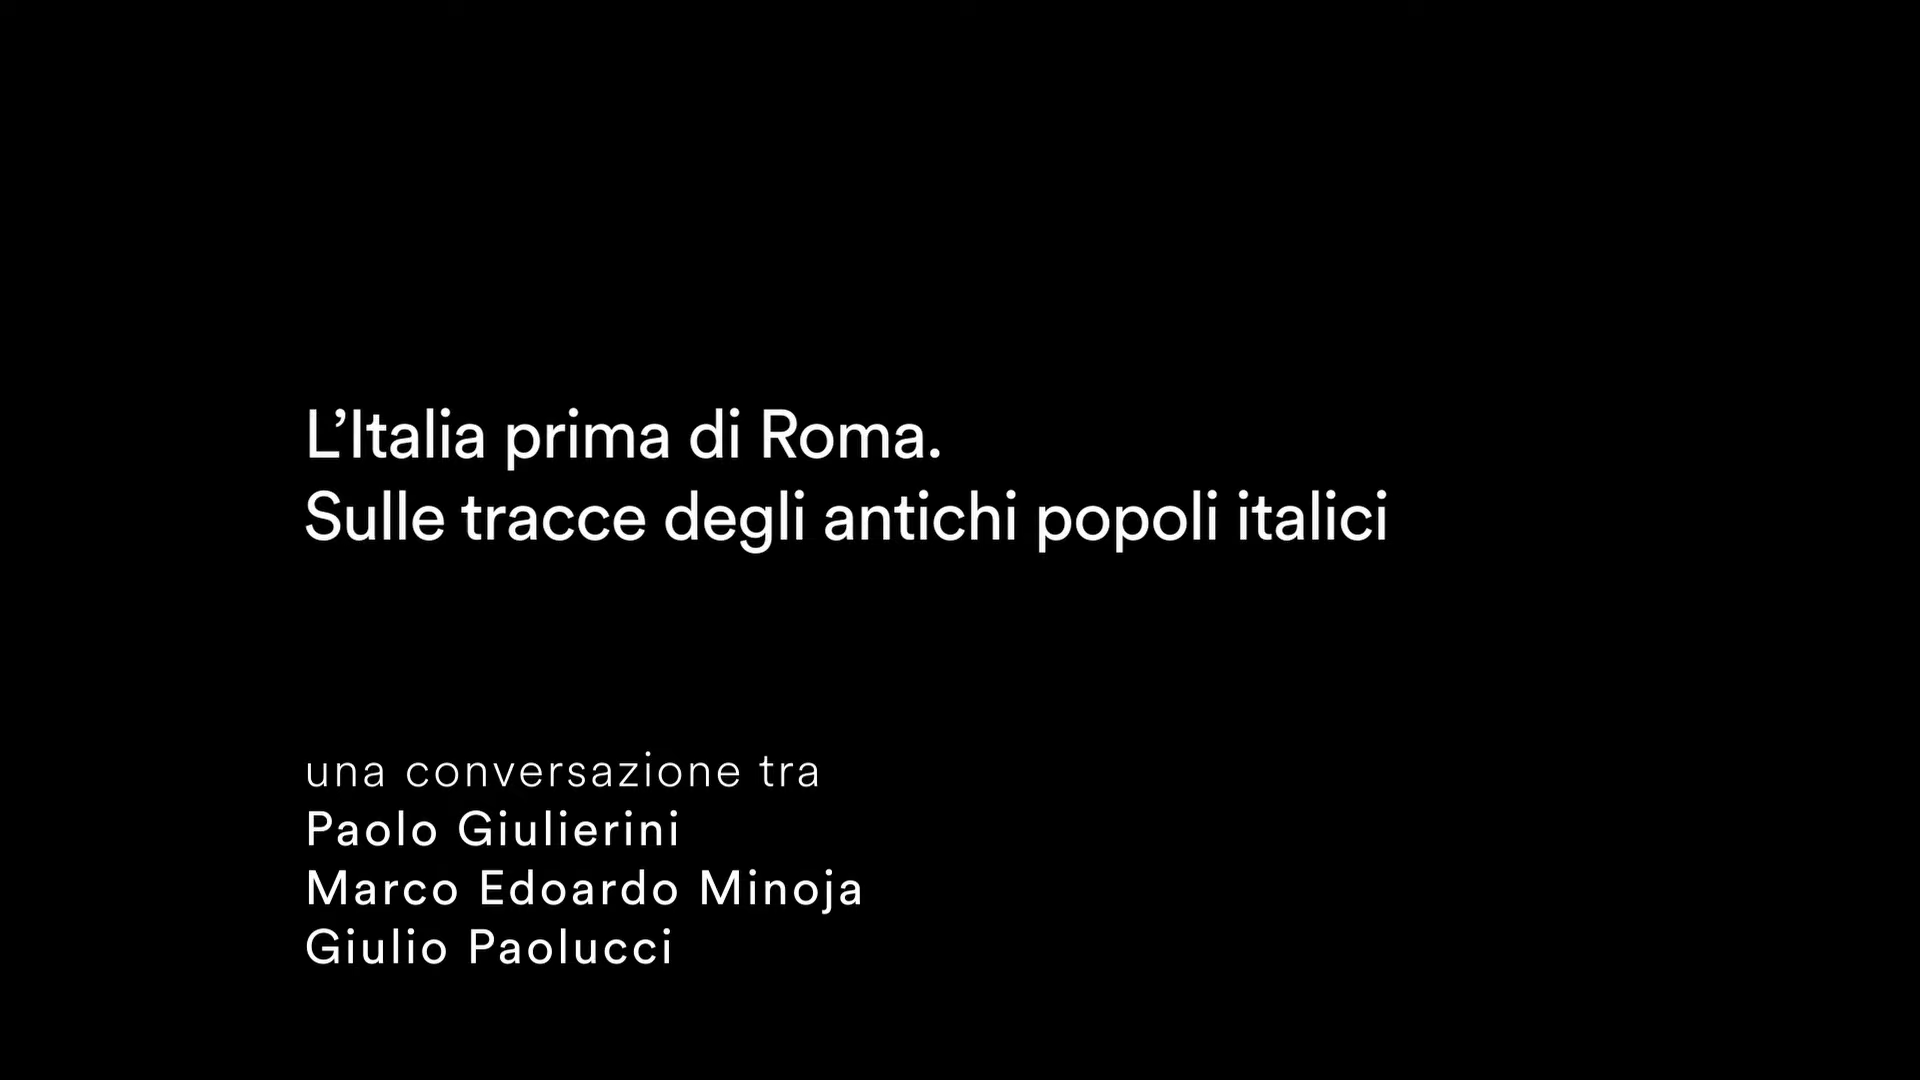 L’Italia prima di Roma.
Sulle tracce degli antichi popoli italici
una conversazione tra
Paolo Giulierini
Marco Edoardo Minoja
Giulio Paolucci